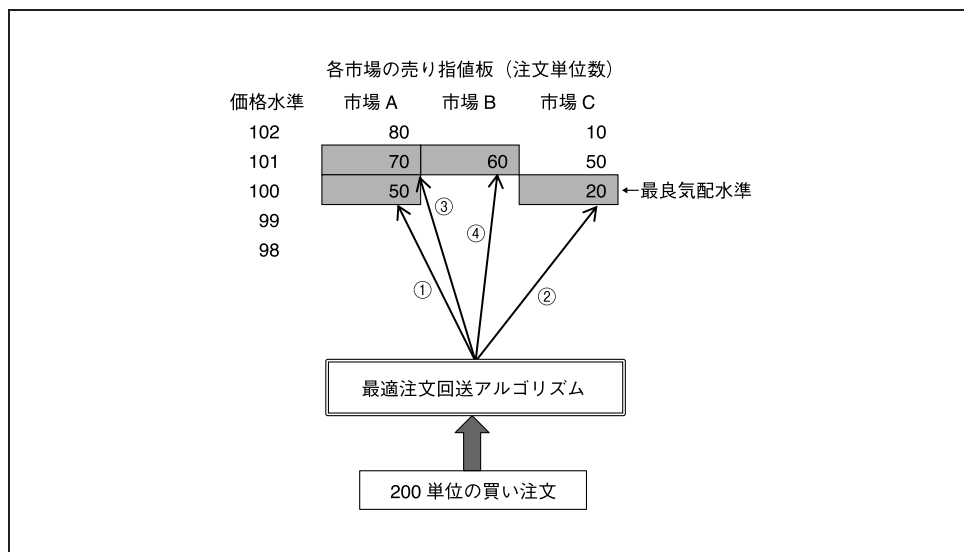 各市場の売り指値板（注文単位数）
価格水準 市場 A 市場 B 市場 C
102 80 10
101 70 60 50
100 50 20 ←最良気配水準
99
98
③
④
①
②
最適注文回送アルゴリズム
200 単位の買い注文